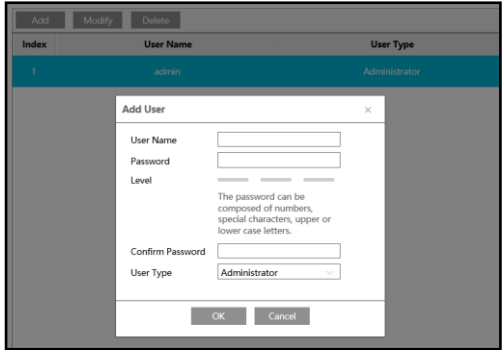 Add Modify Delete
Index User Name User Type
1 admin Administrator
Add User ×
User Name
Password
Level
The password can be
composed of numbers,
special characters, upper or
lower case letters.
Confirm Password
User Type Administrator
OK Cancel